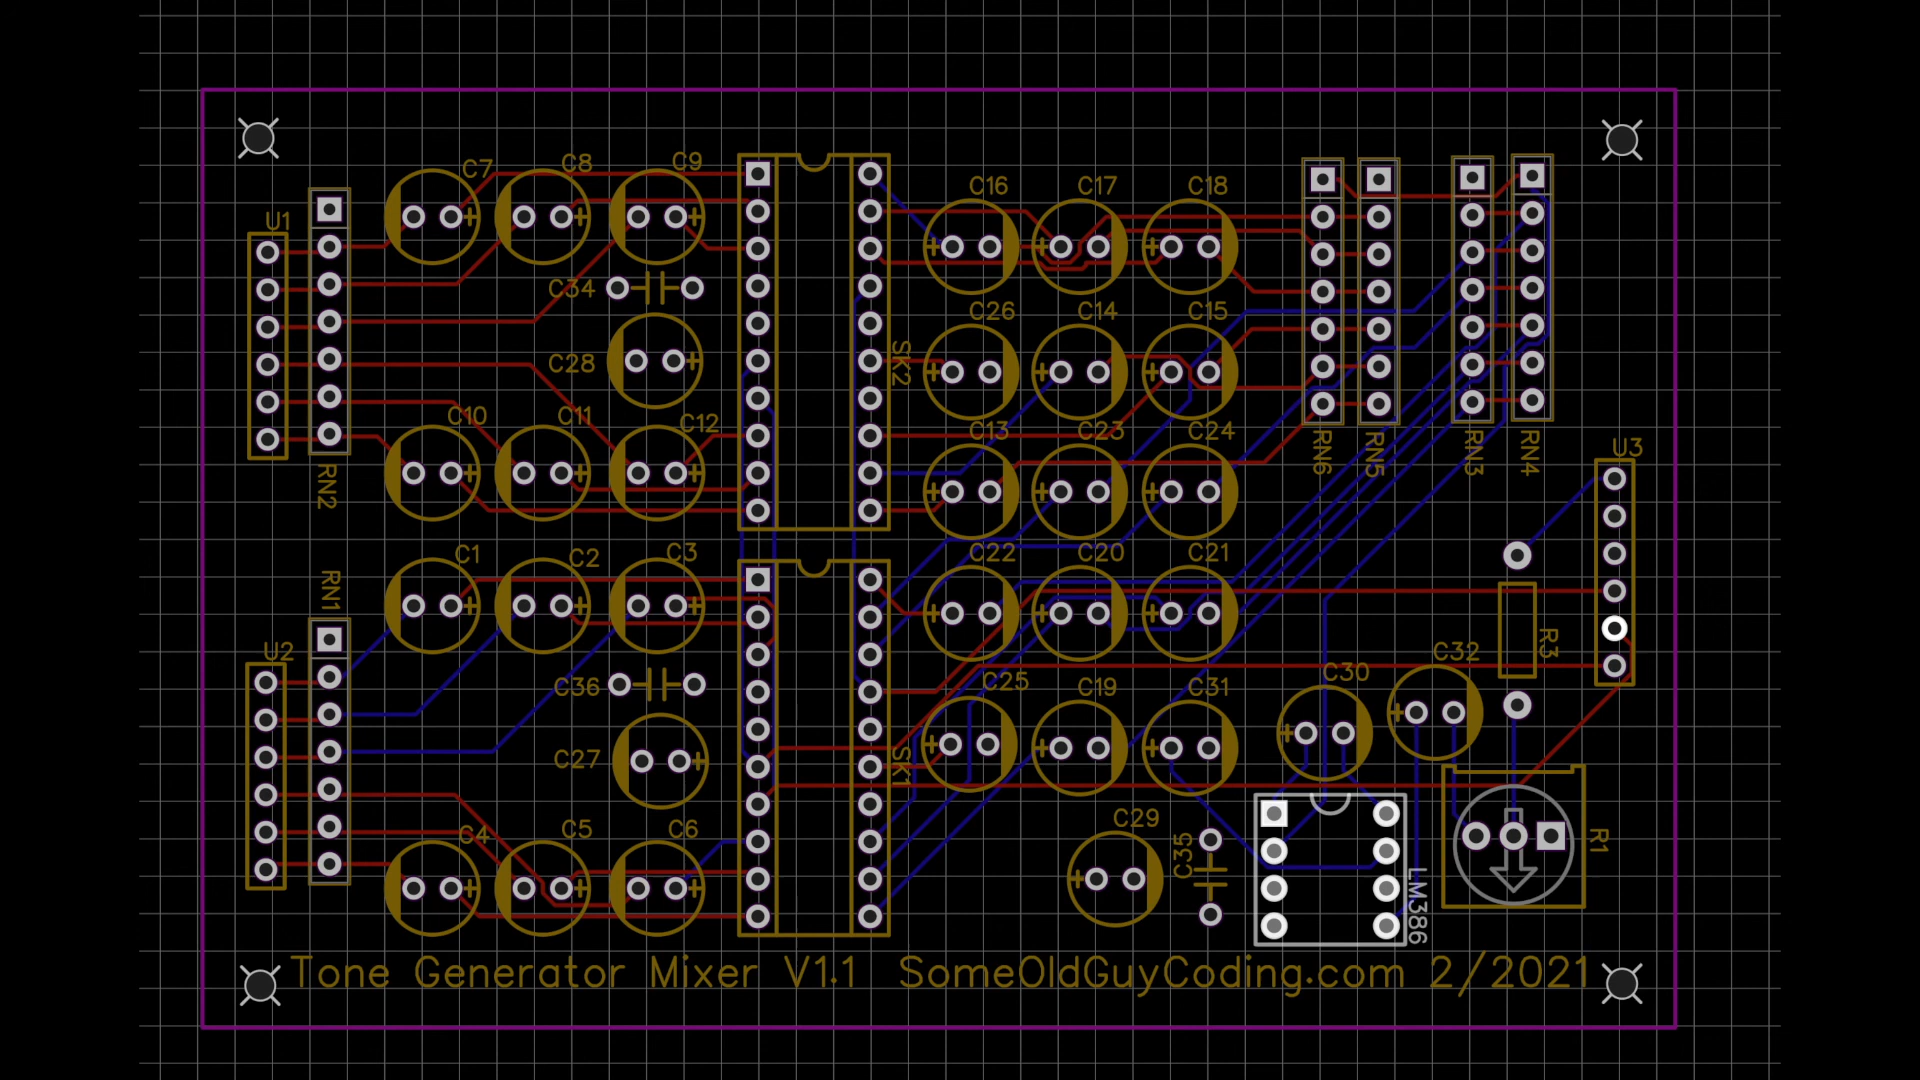 C7
C8
C9
U1
C16
C17
C18
C34
C26
C14
C15
C28
SK2
C10
C11
C12
C13
C23
C24
RN2
RN6
RN5
RN3
RN4
U3
C1
C2
C3
C22
C20
C21
RN1
U2
R3
C36
C25
C19
C31
C30
C32
C27
SK1
C4
C5
C6
C29
C35
R1
LM386
Tone Generator Mixer V1.1 SomeOldGuyCoding.com 2/2021